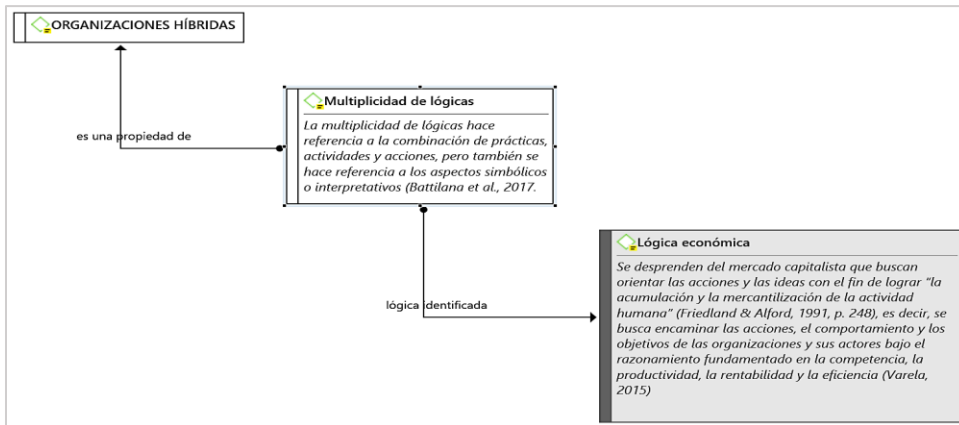 ORGANIZACIONES HÍBRIDAS
es una propiedad de
Multiplicidad de lógicas
La multiplicidad de lógicas hace
referencia a la combinación de prácticas,
actividades y acciones, pero también se
hace referencia a los aspectos simbólicos
o interpretativos (Battilana et al., 2017.
lógica identificada
Lógica económica
Se desprenden del mercado capitalista que buscan
orientar las acciones y las ideas con el fin de lograr “la
acumulación y la mercantilización de la actividad
humana” (Friedland & Alford, 1991, p. 248), es decir, se
busca encaminar las acciones, el comportamiento y los
objetivos de las organizaciones y sus actores bajo el
razonamiento fundamentado en la competencia, la
productividad, la rentabilidad y la eficiencia (Varela,
2015)